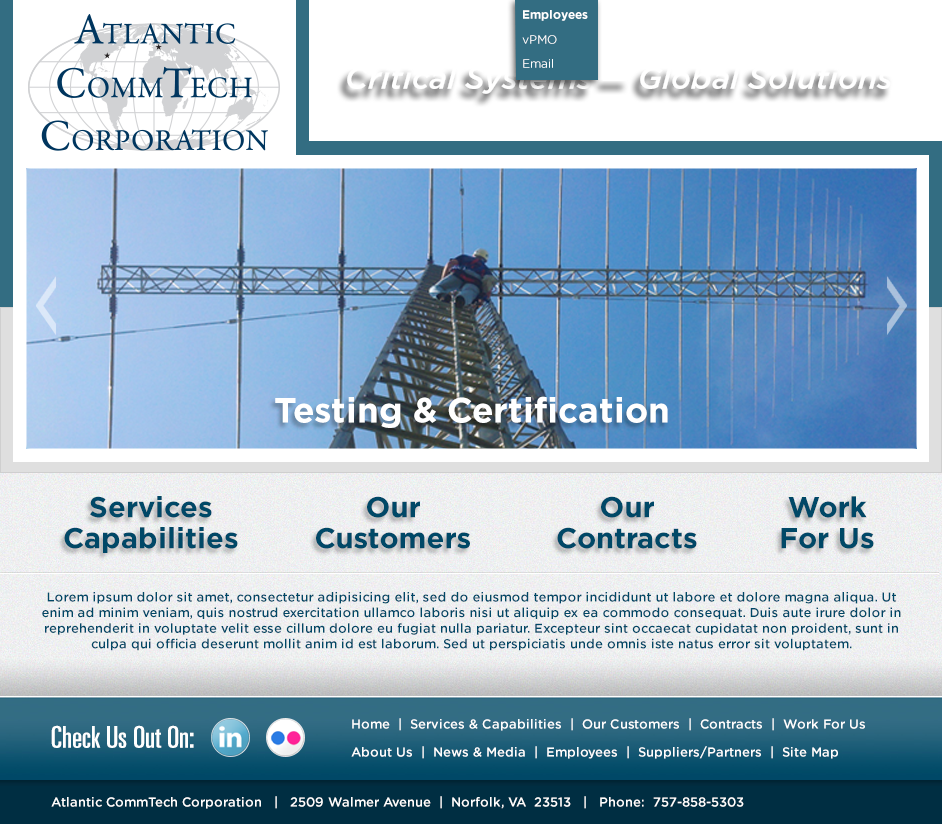 Atlantic
CommTech
Corporation
Employees
vPMO
Email
Critical Systems — Global Solutions
Testing & Certification
Services
Capabilities
Our
Customers
Our
Contracts
Work
For Us
Lorem ipsum dolor sit amet, consectetur adipisicing elit, sed do eiusmod tempor incididunt ut labore et dolore magna aliqua. Ut
enim ad minim veniam, quis nostrud exercitation ullamco laboris nisi ut aliquip ex ea commodo consequat. Duis aute irure dolor in
reprehenderit in voluptate velit esse cillum dolore eu fugiat nulla pariatur. Excepteur sint occaecat cupidatat non proident, sunt in
culpa qui officia deserunt mollit anim id est laborum. Sed ut perspiciatis unde omnis iste natus error sit voluptatem.
Check Us Out On:
in
Home | Services & Capabilities | Our Customers | Contracts | Work For Us
About Us | News & Media | Employees | Suppliers/Partners | Site Map
Atlantic CommTech Corporation | 2509 Walmer Avenue | Norfolk, VA 23513 | Phone: 757-858-5303